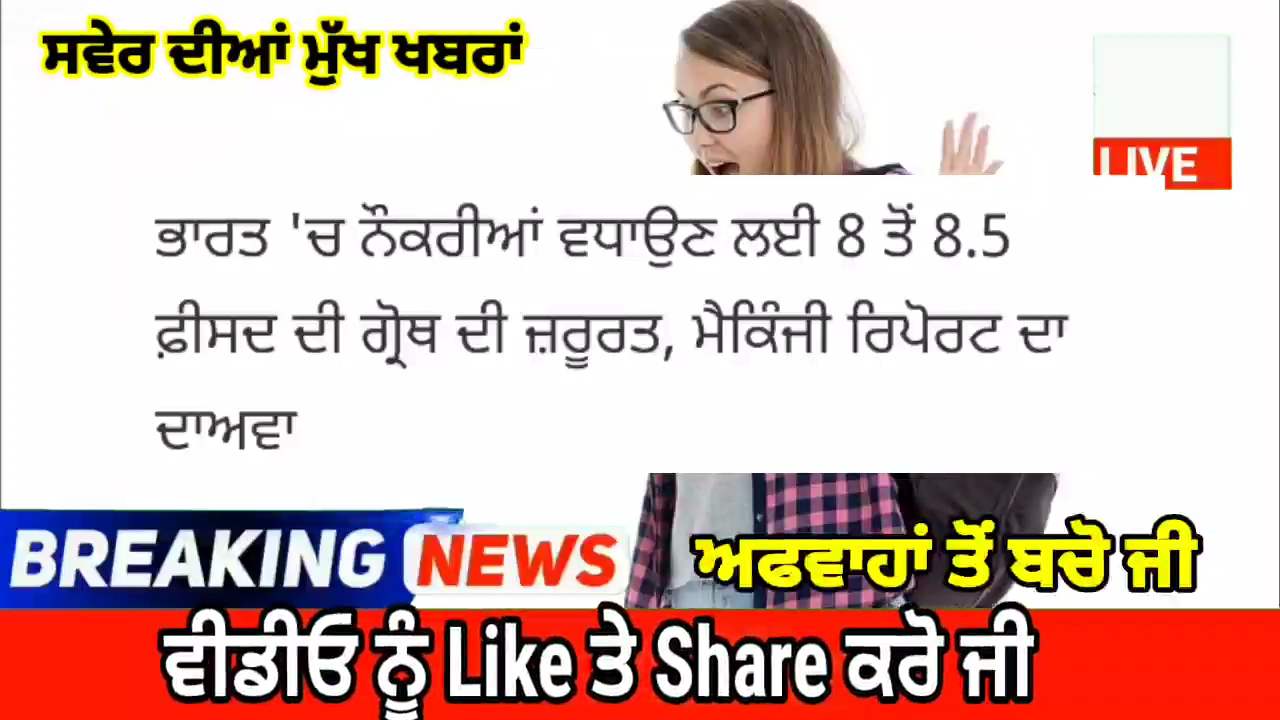 ਸਵੇਰ ਦੀਆਂ ਮੁੱਖ ਖਬਰਾਂ
LIVE
ਭਾਰਤ 'ਚ ਨੌਕਰੀਆਂ ਵਧਾਉਣ ਲਈ 8 ਤੋਂ 8.5
ਫ਼ੀਸਦ ਦੀ ਗ੍ਰੋਥ ਦੀ ਜ਼ਰੂਰਤ, ਮੈਕਿੰਜੀ ਰਿਪੋਰਟ ਦਾ
ਦਾਅਵਾ
BREAKING NEWS
ਅਫਵਾਹਾਂ ਤੋਂ ਬਚੋ ਜੀ
ਵੀਡੀਓ ਨੂੰ Like ਤੇ Share ਕਰੋ ਜੀ